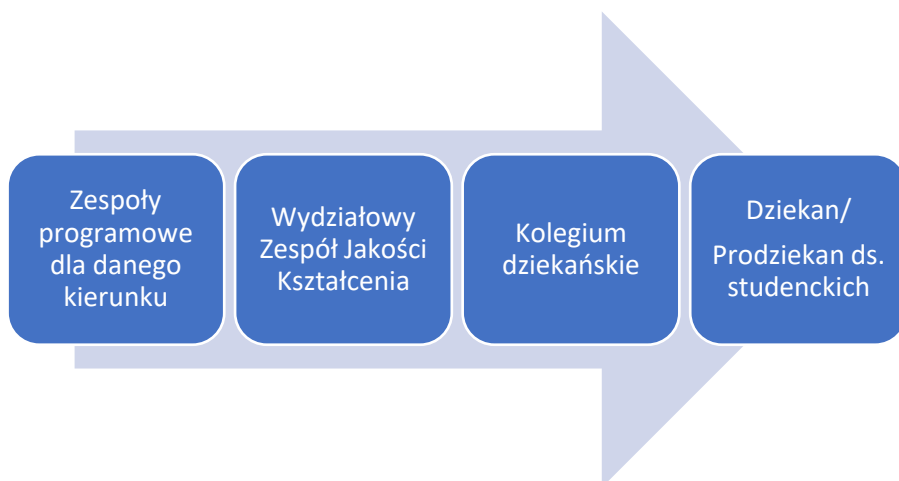 Zespoły
programowe
dla danego
kierunku
Wydziałowy
Zespół Jakości
Kształcenia
Kolegium
dziekańskie
Dziekan/
Prodziekan ds.
studenckich